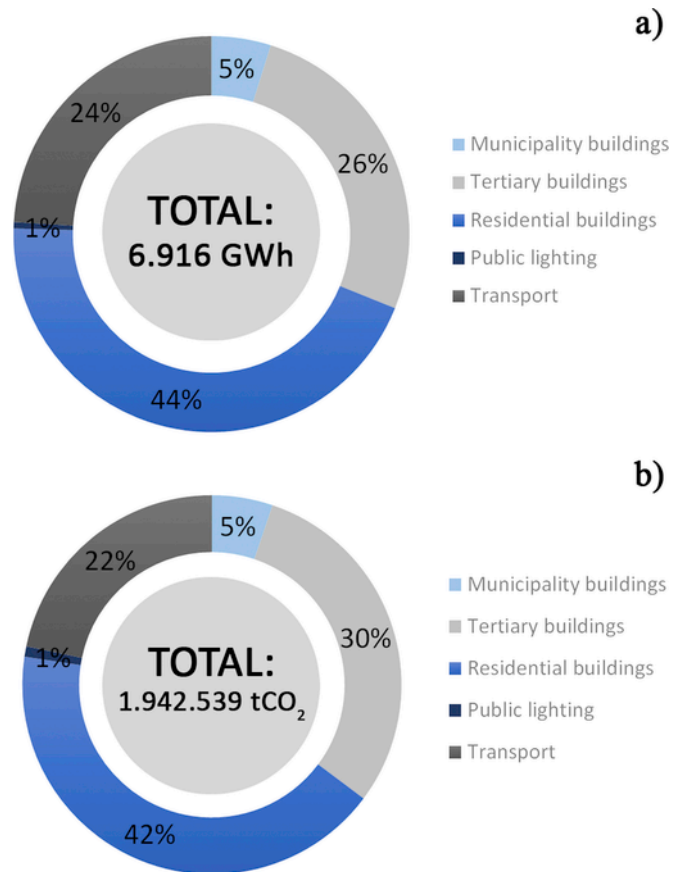 a)
5%
24%
26%
1%
44%
TOTAL:
6.916 GWh
Municipality buildings
Tertiary buildings
Residential buildings
Public lighting
Transport
b)
5%
22%
30%
1%
42%
TOTAL:
1.942.539 tCO₂
Municipality buildings
Tertiary buildings
Residential buildings
Public lighting
Transport